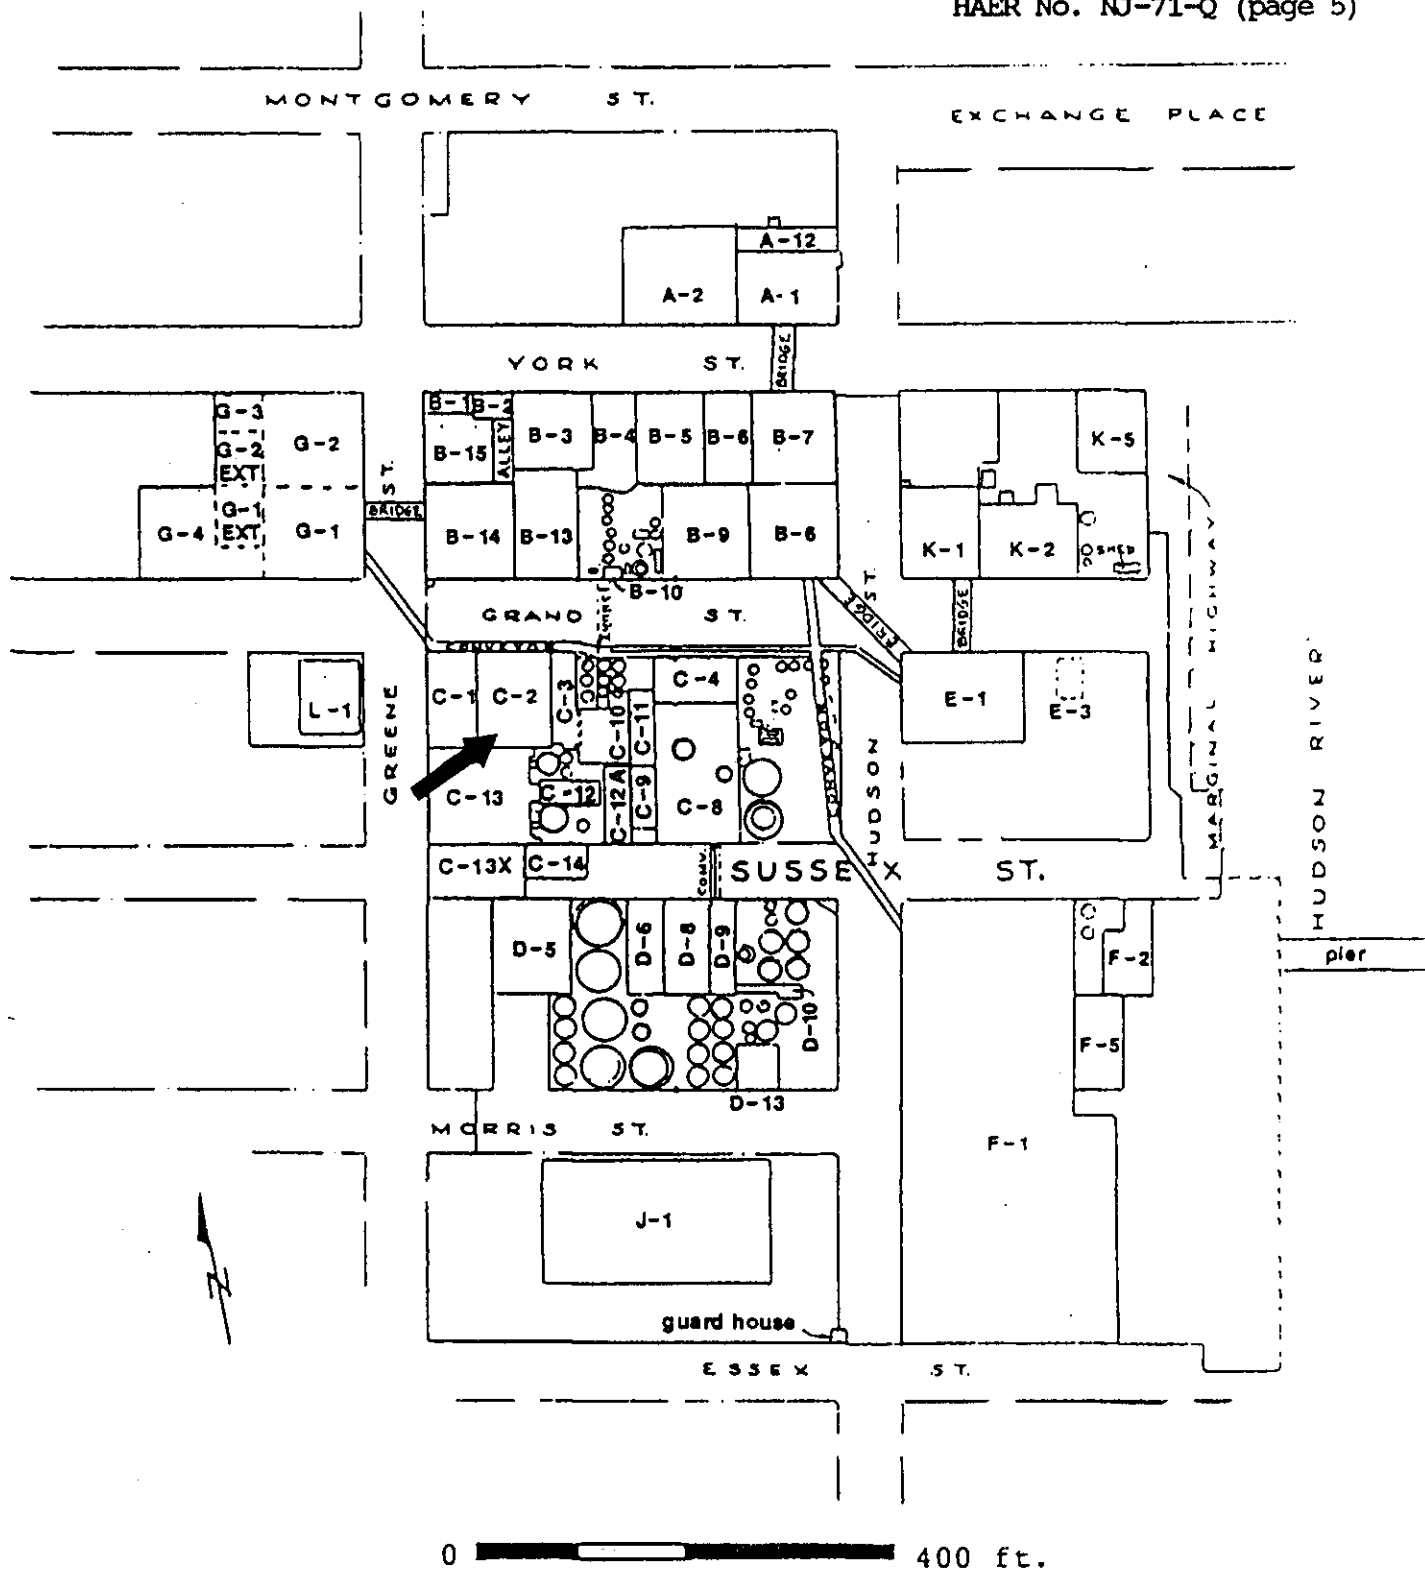 HAER No. NJ-71-Q (page 5)
MONTGOMERY ST.
EXCHANGE PLACE
A-12
A-2
A-1
YORK ST.
BRIDGE
B-1
B-2
G-3
G-2
G-2
EXT
B-15
ALLEY
B-3
B-4
B-5
B-6
B-7
K-5
ST.
BRIDGE
G-4
G-1
EXT
G-1
B-14
B-13
B-9
B-6
K-1
K-2
SHED
B-10
GRAND ST.
BRIDGE
ST.
BRIDGE
MARGINAL HIGHWAY
HUDSON RIVER
L-1
GREENE
C-1
C-2
C-3
C-10
C-11
C-4
E-1
E-3
HUDSON
C-13
C-12
C-12A
C-9
C-8
C-13X
C-14
CONV.
SUSSEX ST.
D-5
D-6
D-8
D-9
D-10
F-2
pier
F-5
D-13
MORRIS ST.
F-1
J-1
N
guard house
ESSEX ST.
0 400 ft.